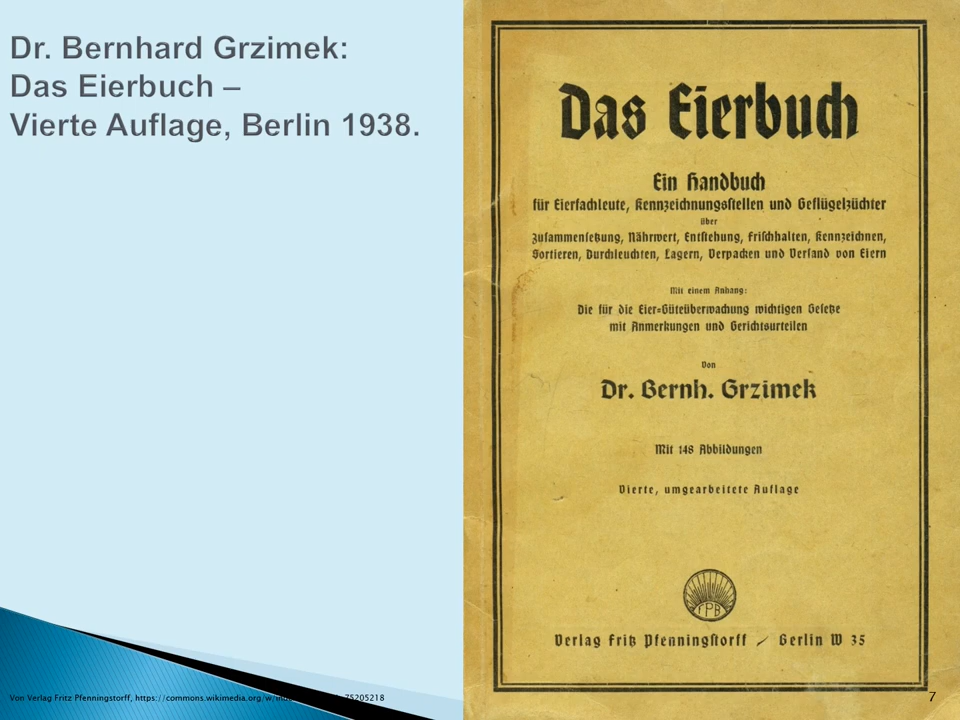 Dr. Bernhard Grzimek:
Das Eierbuch –
Vierte Auflage, Berlin 1938.
Das Eierbuch
Ein Handbuch
für Eierfachleute, Kennzeichnungsſtellen und Geflügelzüchter
über
Zuſammenſetzung, Nährwert, Entſtehung, Friſchhalten, Kennzeichnen,
Sortieren, Durchleuchten, Lagern, Verpacken und Verſand von Eiern
Mit einem Anhang:
Die für die Eier=Güteüberwachung wichtigen Geſetze
mit Anmerkungen und Gerichtsurteilen
Von
Dr. Bernh. Grzimek
Mit 148 Abbildungen
Vierte, umgearbeitete Auflage
FPB
Verlag Fritz Pfenningſtorff / Berlin W 35
Von Verlag Fritz Pfenningstorff, https://commons.wikimedia.org/w/ 75205218
7